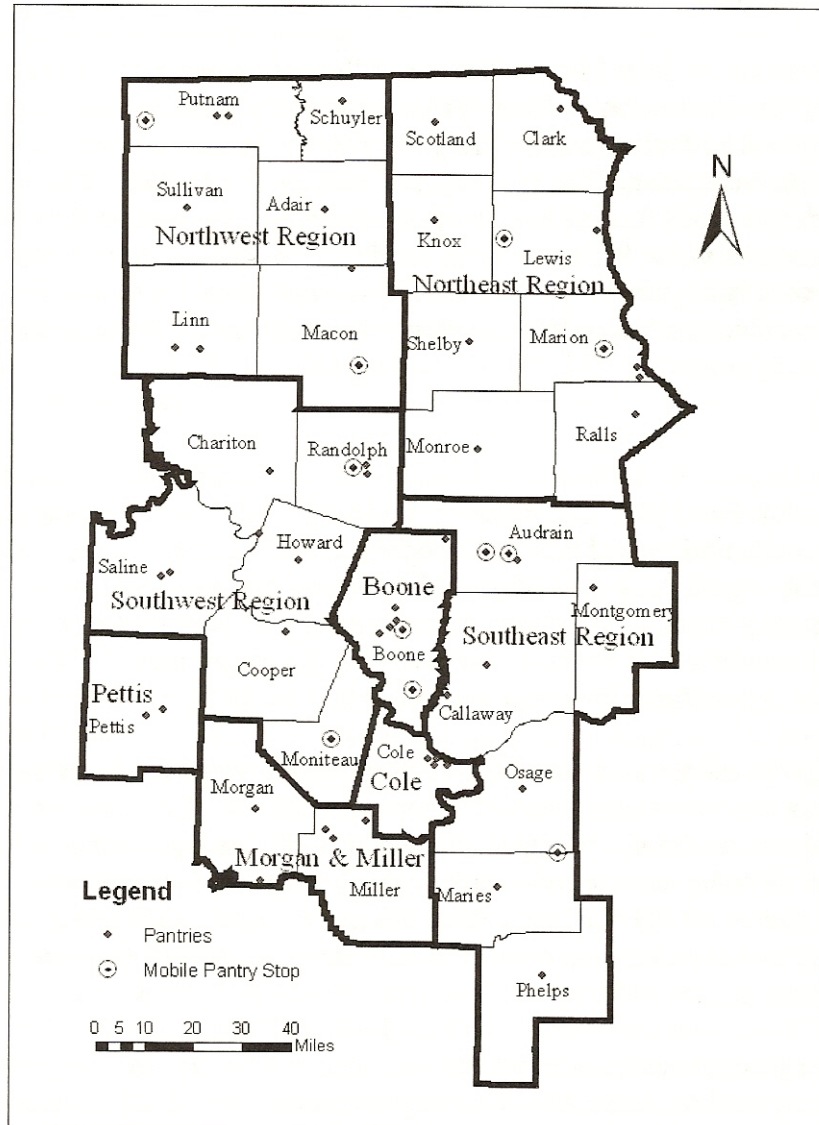 Putnam
Schuyler
Scotland
Clark
N
Sullivan
Adair
Knox
Lewis
Northwest Region
Northeast Region
Linn
Macon
Shelby
Marion
Chariton
Randolph
Monroe
Ralls
Audrain
Howard
Saline
Boone
Montgomery
Southwest Region
Southeast Region
Boone
Cooper
Callaway
Pettis
Pettis
Moniteau
Cole
Cole
Osage
Morgan
Morgan & Miller
Miller
Maries
Phelps
Legend
Pantries
Mobile Pantry Stop
0 5 10 20 30 40
Miles